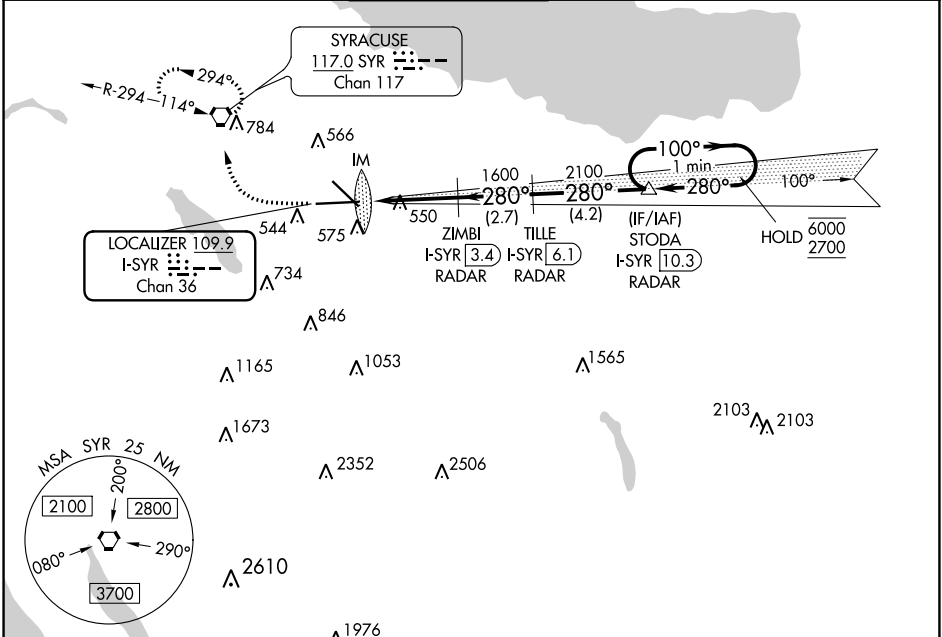 SYRACUSE
117.0 SYR
Chan 117
R-294
114°
294°
784
566
IM
1600
2100
100°
1 min
280°
(2.7)
280°
(4.2)
280°
100°
550
544
575
ZIMBI
I-SYR 3.4
RADAR
TILLE
I-SYR 6.1
RADAR
(IF/IAF)
STODA
I-SYR 10.3
RADAR
HOLD 6000
2700
LOCALIZER 109.9
I-SYR
Chan 36
734
846
1165
1053
1565
1673
2103
2103
2352
2506
MSA SYR 25 NM
200°
2100
2800
080°
290°
3700
2610
1976